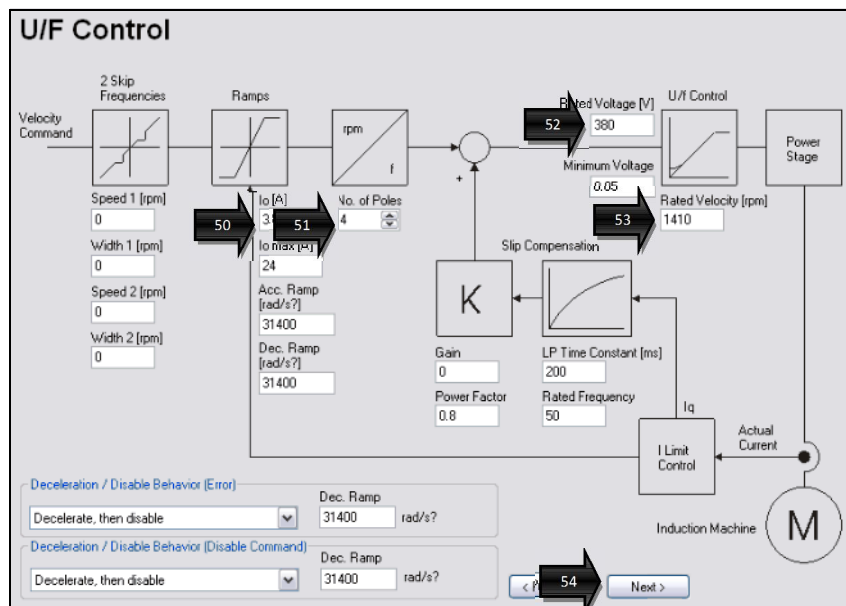 U/F Control
2 Skip
Frequencies
Ramps
Velocity
Command
rpm
f
52
Rated Voltage [V]
380
U/f Control
Power
Stage
+
Minimum Voltage
0.05
Speed 1 [rpm]
0
Width 1 [rpm]
0
Speed 2 [rpm]
0
Width 2 [rpm]
0
50
Io [A]
51
No. of Poles
4
Io max [A]
24
Acc. Ramp
[rad/s?]
31400
Dec. Ramp
[rad/s?]
31400
53
Rated Velocity [rpm]
1410
Slip Compensation
K
Gain
0
Power Factor
0.8
LP Time Constant [ms]
200
Rated Frequency
50
Iq
I Limit
Control
Actual
Current
Induction Machine
M
Deceleration / Disable Behavior (Error)
Decelerate, then disable
Dec. Ramp
31400 rad/s?
Deceleration / Disable Behavior (Disable Command)
Decelerate, then disable
Dec. Ramp
31400 rad/s?
<
54
Next >